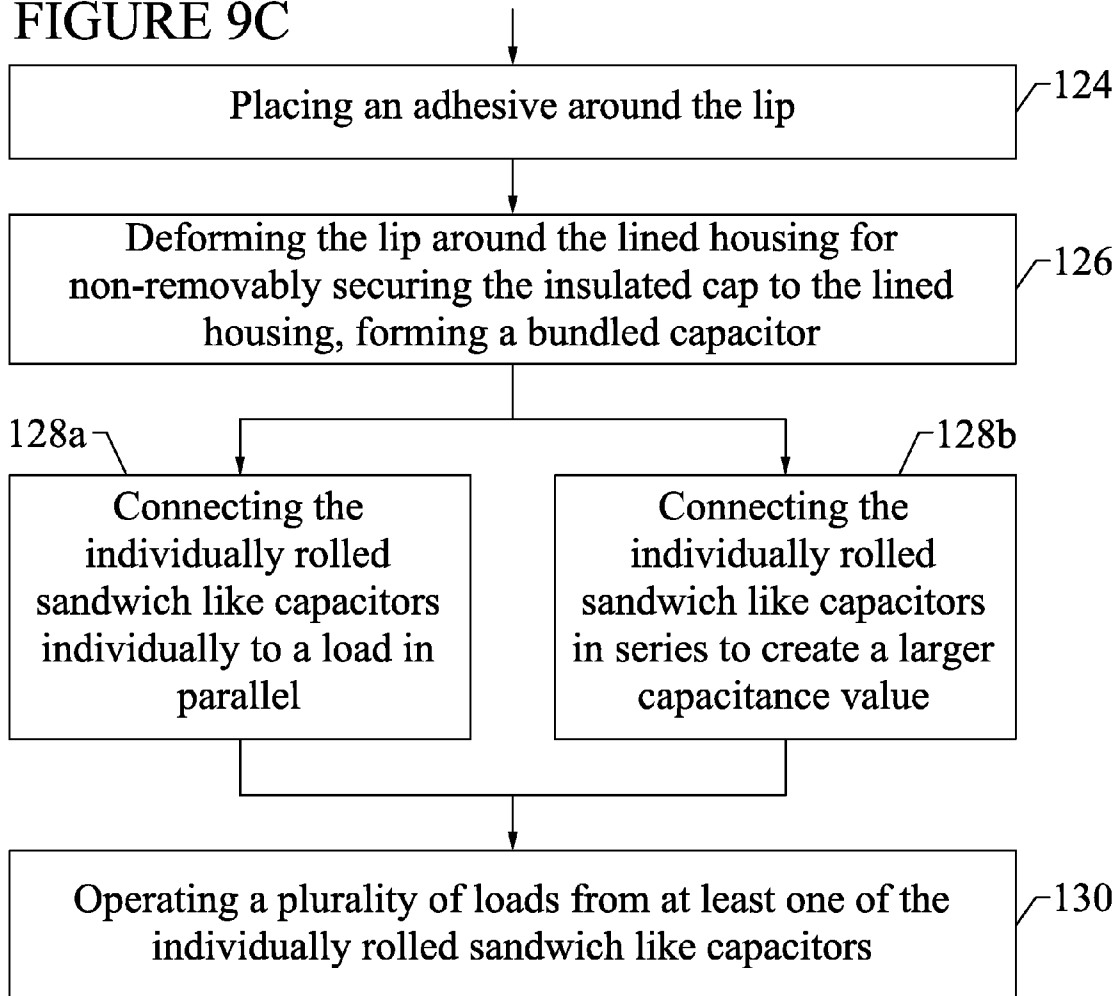 FIGURE 9C
Placing an adhesive around the lip
124
Deforming the lip around the lined housing for
non-removably securing the insulated cap to the lined
housing, forming a bundled capacitor
126
128a
Connecting the
individually rolled
sandwich like capacitors
individually to a load in
parallel
128b
Connecting the
individually rolled
sandwich like capacitors
in series to create a larger
capacitance value
Operating a plurality of loads from at least one of the
individually rolled sandwich like capacitors
130